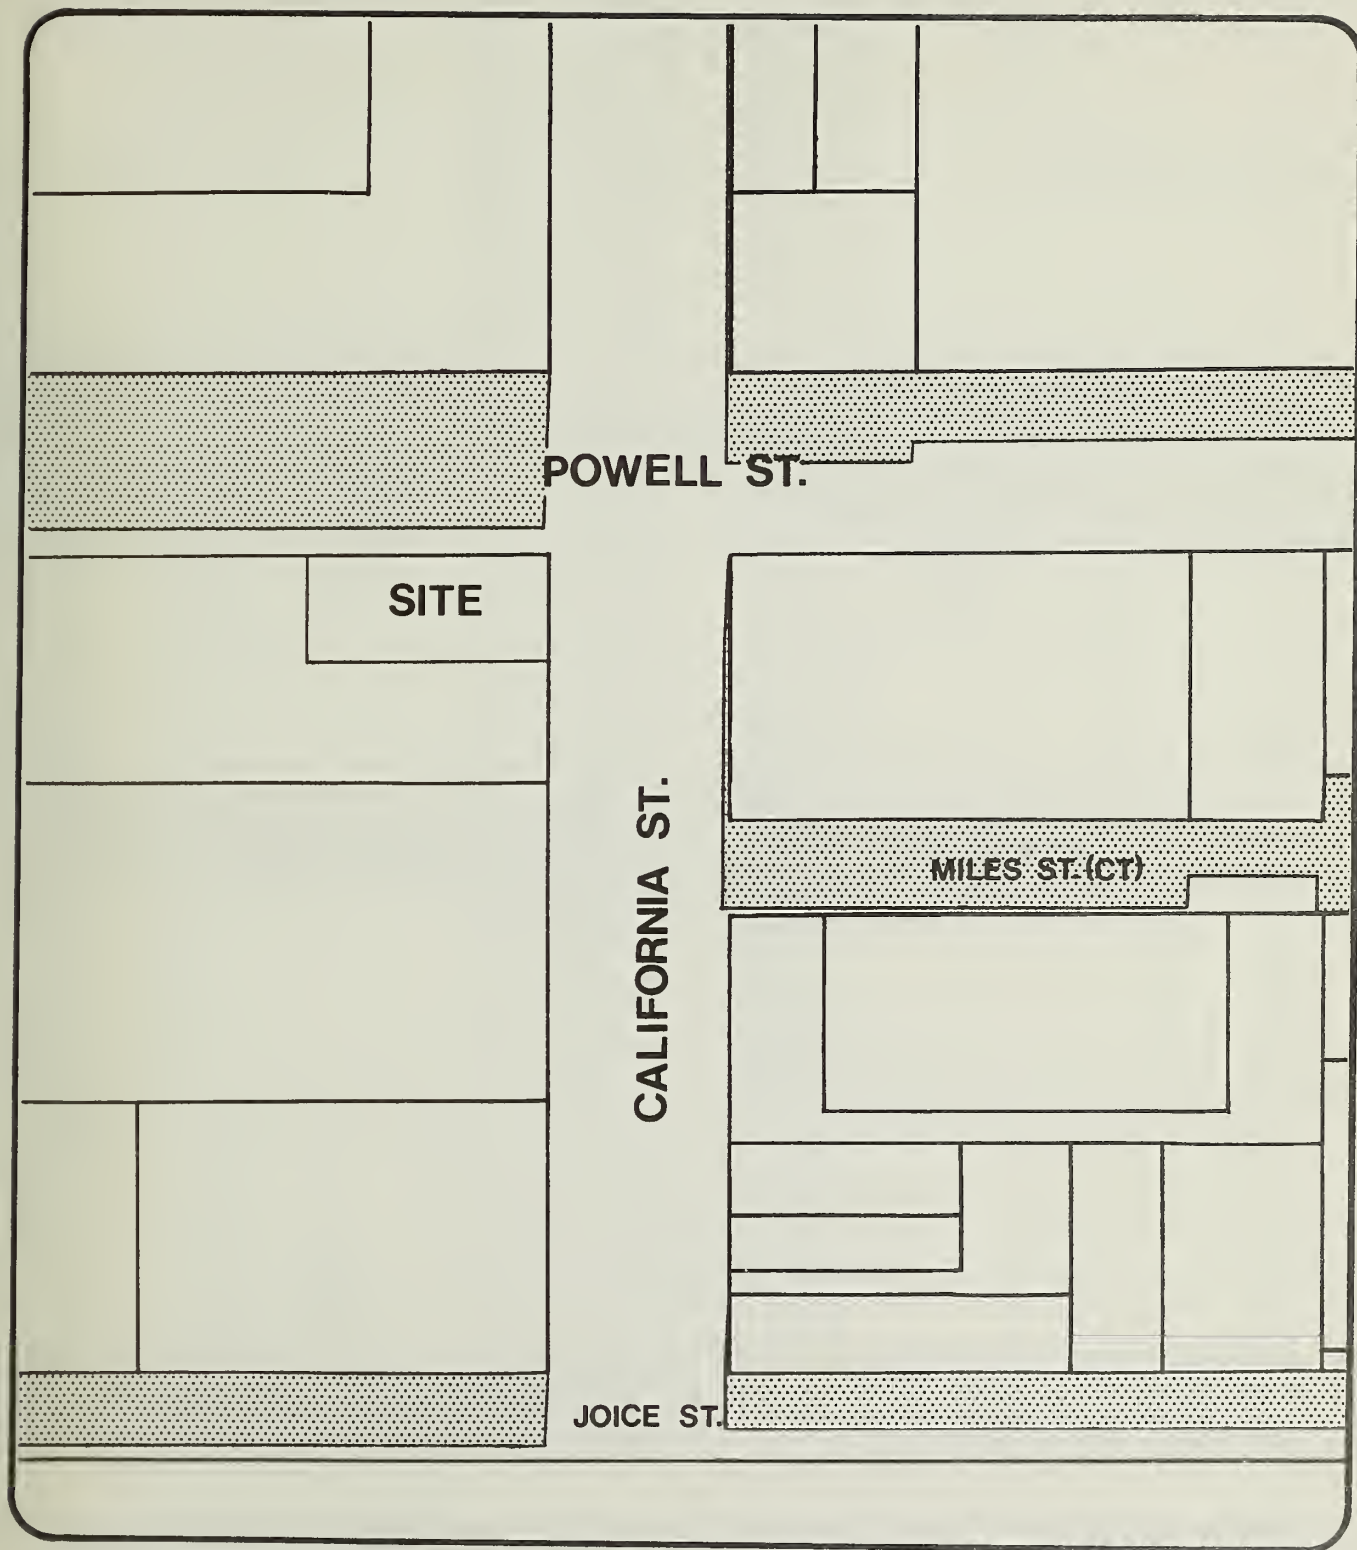 POWELL ST.
SITE
CALIFORNIA ST.
MILES ST. (CT)
JOICE ST.